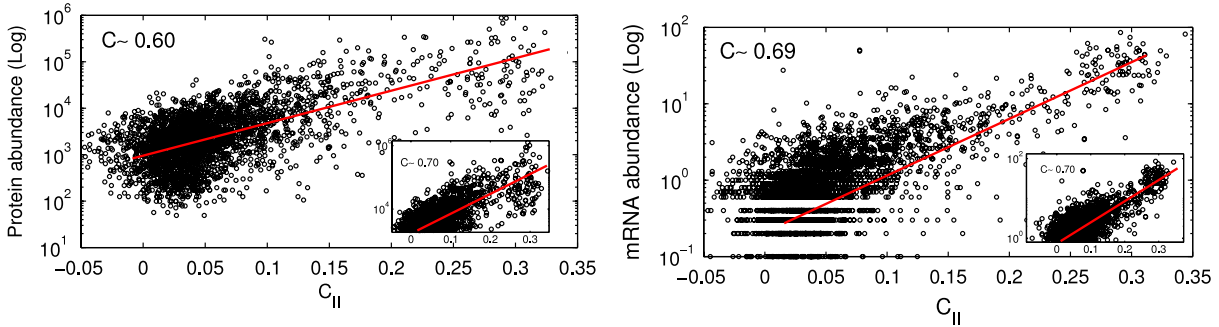 C~ 0.60
Protein abundance (Log)
10^6
10^5
10^4
10^3
10^2
10^1
−0.05 0 0.05 0.1 0.15 0.2 0.25 0.3 0.35
C_II
C~ 0.70
10^4
0 0.1 0.2 0.3
C~ 0.69
mRNA abundance (Log)
10^2
10^1
10^0
10^−1
−0.05 0 0.05 0.1 0.15 0.2 0.25 0.3 0.35
C_II
C~ 0.70
10^2
10^0
0 0.1 0.2 0.3